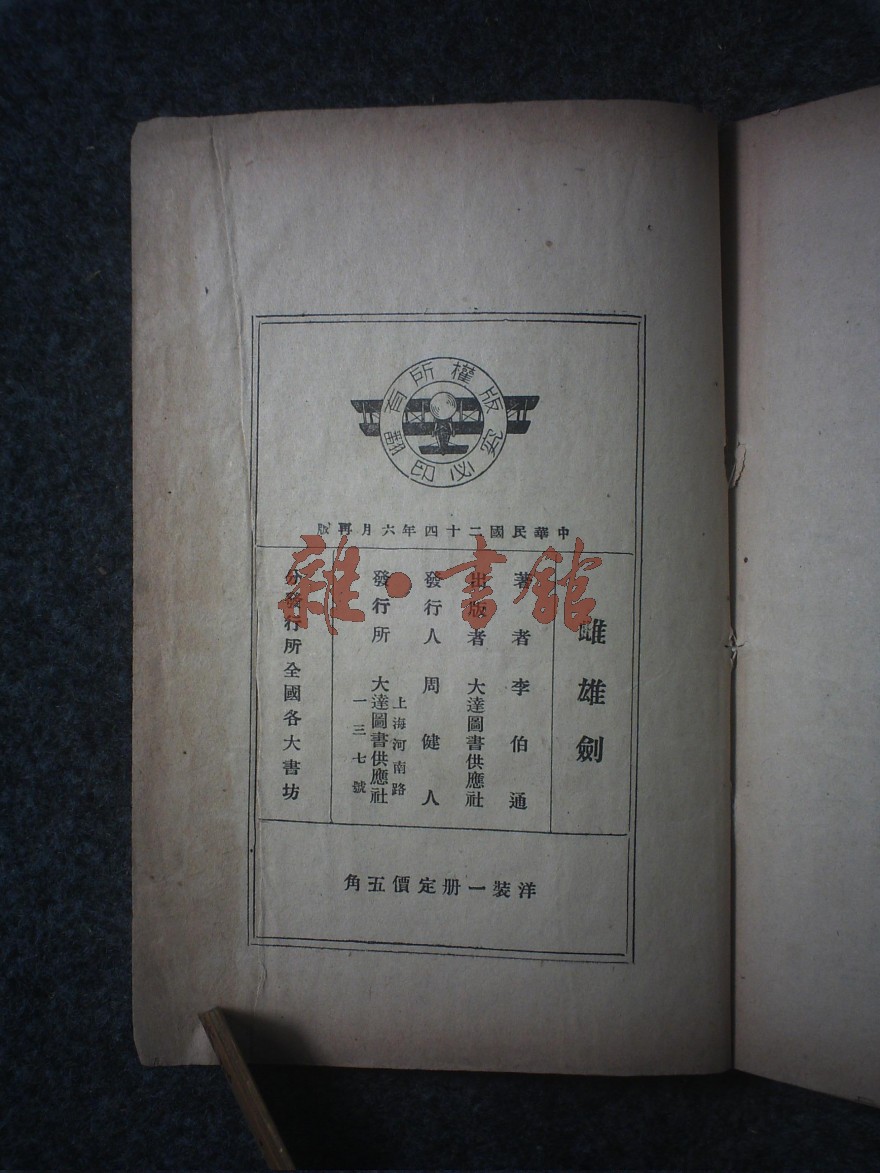 版權所有
翻印必究
中華民國二十四年六月再版
雌雄劍
著者 李伯通
出版者 大達圖書供應社
發行人 周健人
發行所 大達圖書供應社
上海河南路
一三七號
分發行所全國各大書坊
洋裝一册定價五角
雜·書館